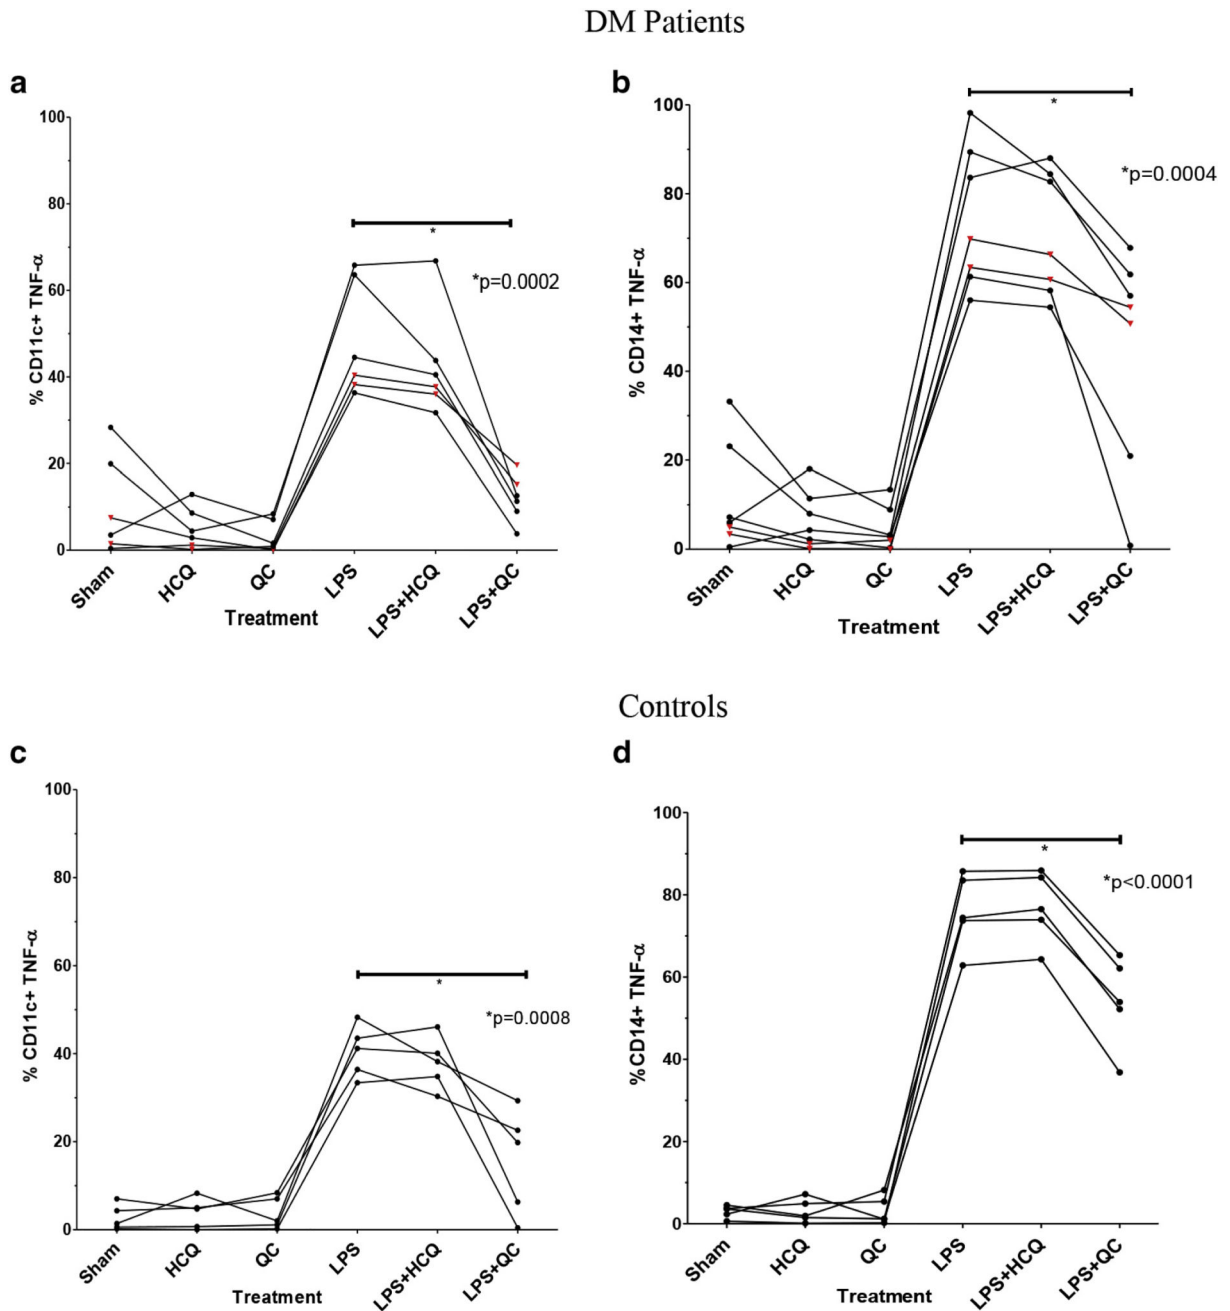 DM Patients
a
100
80
60
40
20
0
% CD11c+ TNF-α
*
*p=0.0002
Sham
HCQ
QC
LPS
LPS+HCQ
LPS+QC
Treatment
b
100
80
60
40
20
0
% CD14+ TNF-α
*
*p=0.0004
Sham
HCQ
QC
LPS
LPS+HCQ
LPS+QC
Treatment
Controls
c
100
80
60
40
20
0
% CD11c+ TNF-α
*
*p=0.0008
Sham
HCQ
QC
LPS
LPS+HCQ
LPS+QC
Treatment
d
100
80
60
40
20
0
%CD14+ TNF-α
*
*p<0.0001
Sham
HCQ
QC
LPS
LPS+HCQ
LPS+QC
Treatment